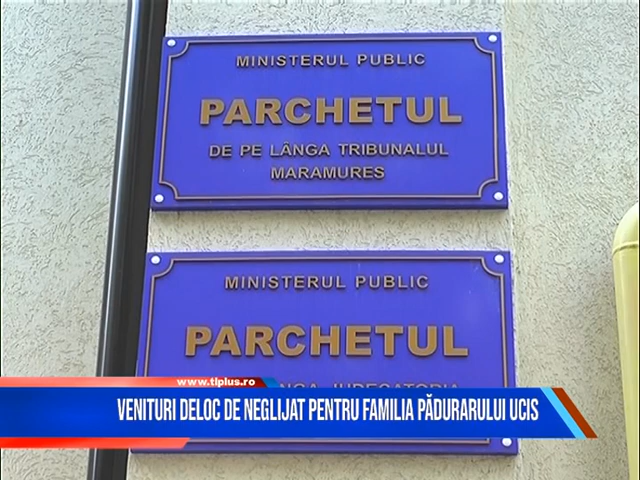 MINISTERUL PUBLIC
PARCHETUL
DE PE LÂNGA TRIBUNALUL
MARAMURES
MINISTERUL PUBLIC
PARCHETUL
www.tlplus.ro
VENITURI DELOC DE NEGLIJAT PENTRU FAMILIA PĂDURARULUI UCIS